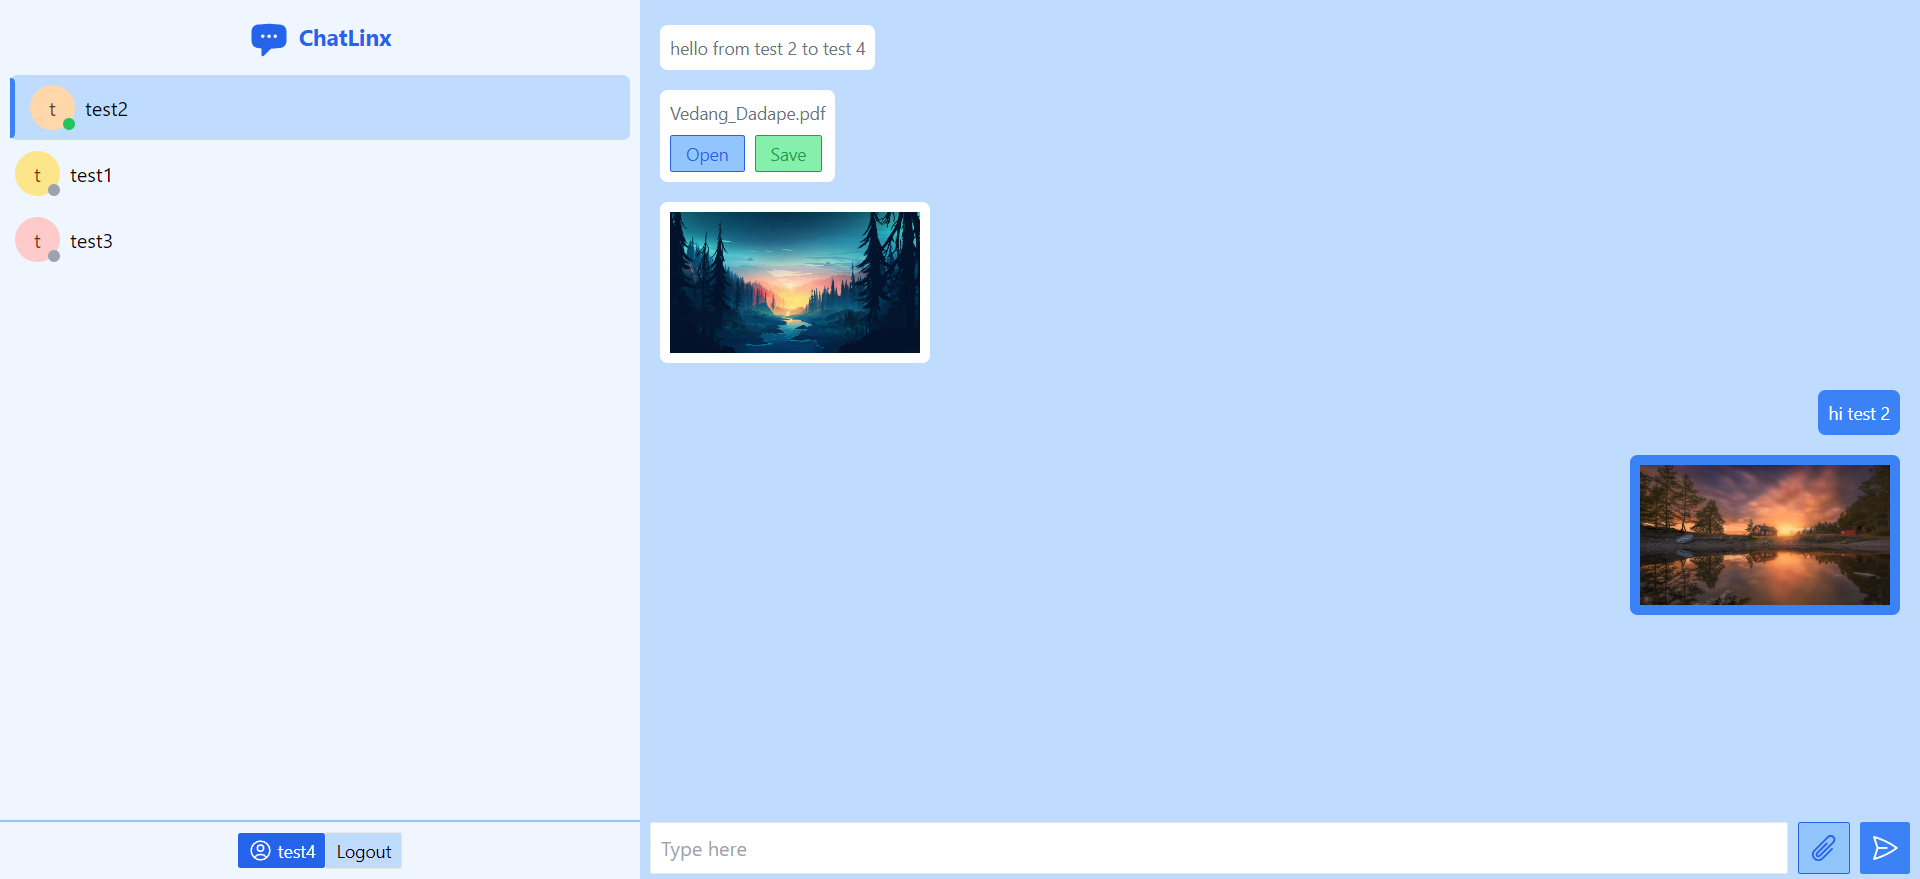 ChatLinx
t test2
t test1
t test3
test4 Logout
hello from test 2 to test 4
Vedang_Dadape.pdf
Open Save
hi test 2
Type here